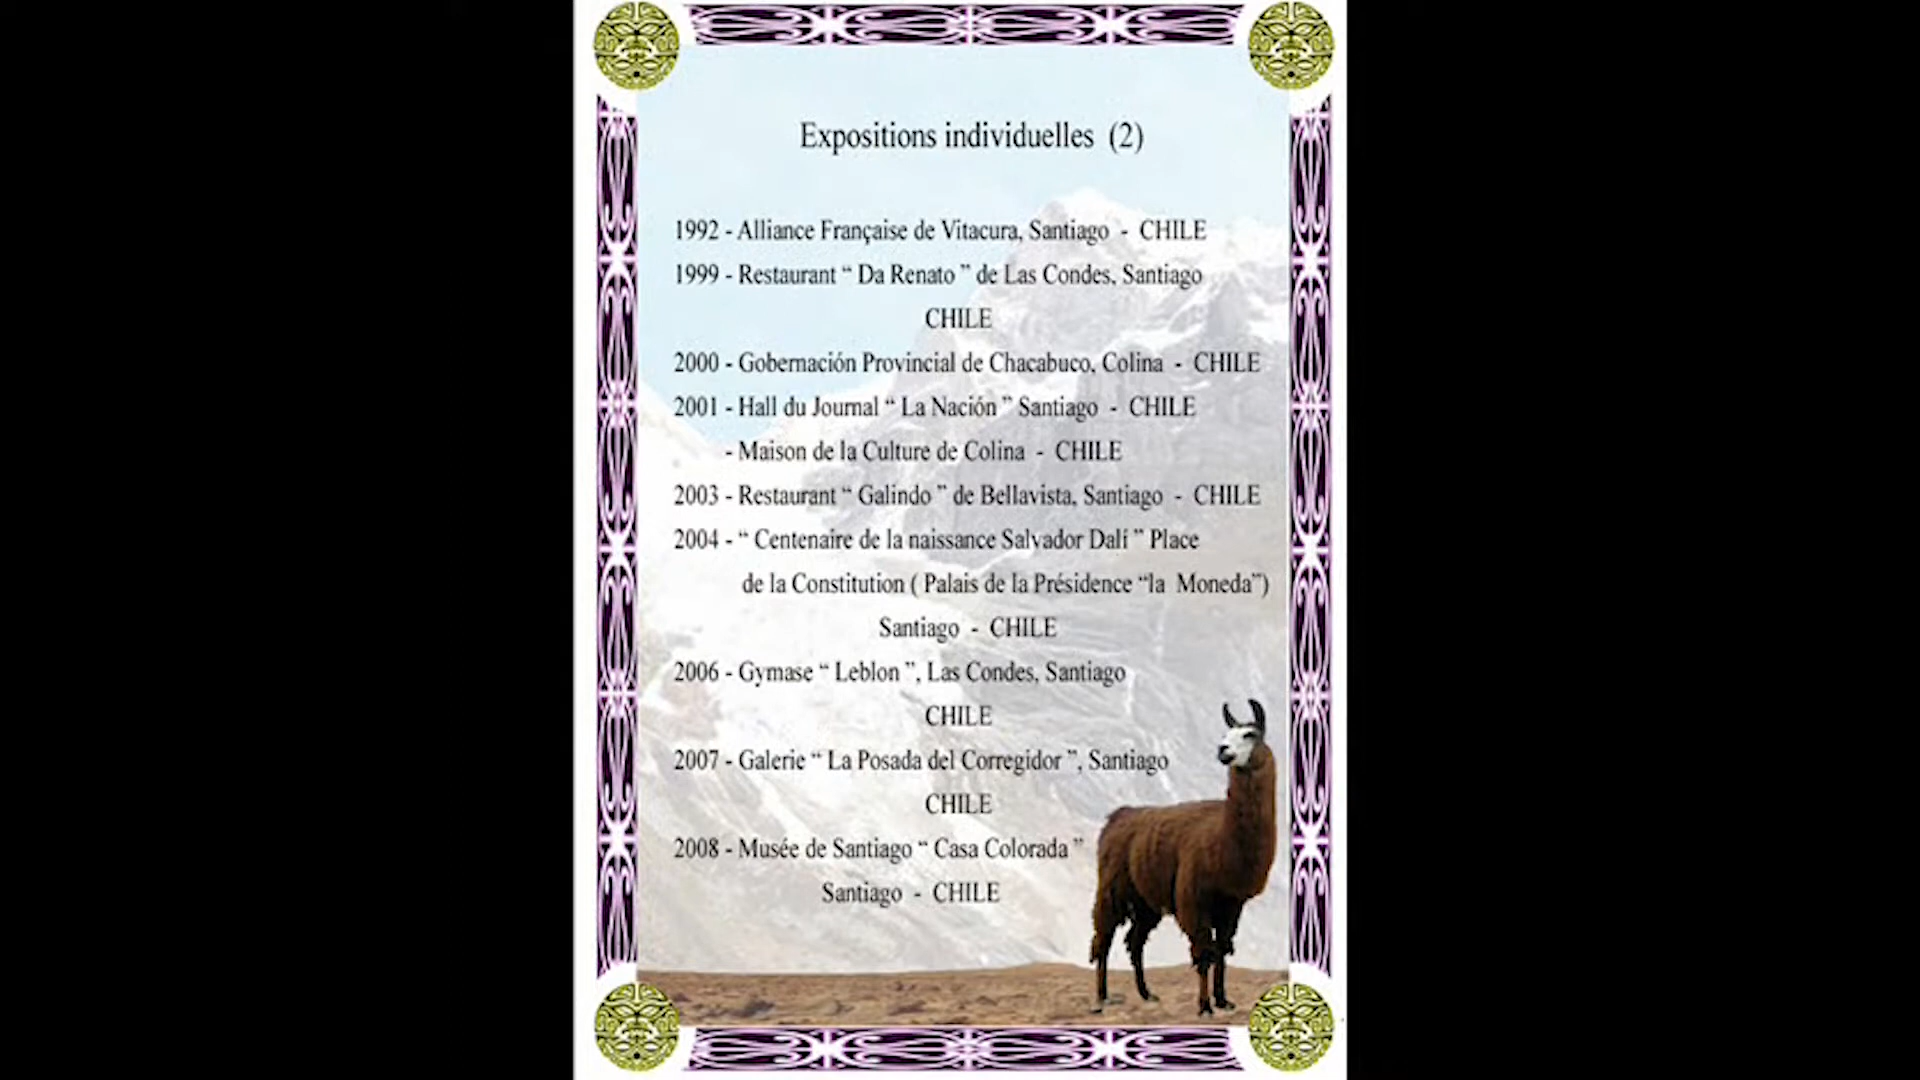 Expositions individuelles (2)
1992 - Alliance Française de Vitacura, Santiago - CHILE
1999 - Restaurant “ Da Renato ” de Las Condes, Santiago
CHILE
2000 - Gobernación Provincial de Chacabuco, Colina - CHILE
2001 - Hall du Journal “ La Nación ” Santiago - CHILE
- Maison de la Culture de Colina - CHILE
2003 - Restaurant “ Galindo ” de Bellavista, Santiago - CHILE
2004 - “ Centenaire de la naissance Salvador Dalí ” Place
de la Constitution ( Palais de la Présidence “la Moneda”)
Santiago - CHILE
2006 - Gymase “ Leblon ”, Las Condes, Santiago
CHILE
2007 - Galerie “ La Posada del Corregidor ”, Santiago
CHILE
2008 - Musée de Santiago “ Casa Colorada ”
Santiago - CHILE